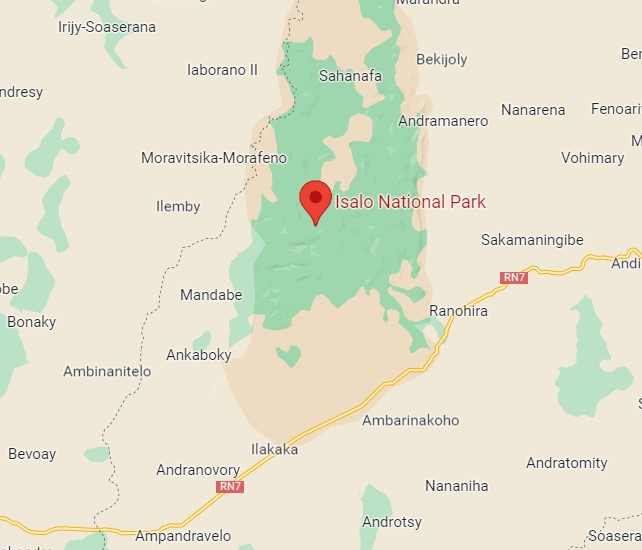 Marandra
Irijy-Soaserana
Bekijoly
Iaborano II
Sahanafa
ndresy
Nanarena
Fenoari
Andramanero
Moravitsika-Morafeno
Vohimary
Isalo National Park
Ilemby
Sakamaningibe
Andi
RN7
obe
Mandabe
Ranohira
Bonaky
Ankaboky
Ambinanitelo
Ambarinakoho
Ilakaka
Bevoay
Andranovory
Andratomity
RN7
Nananiha
Androtsy
Ampandravelo
Soasera